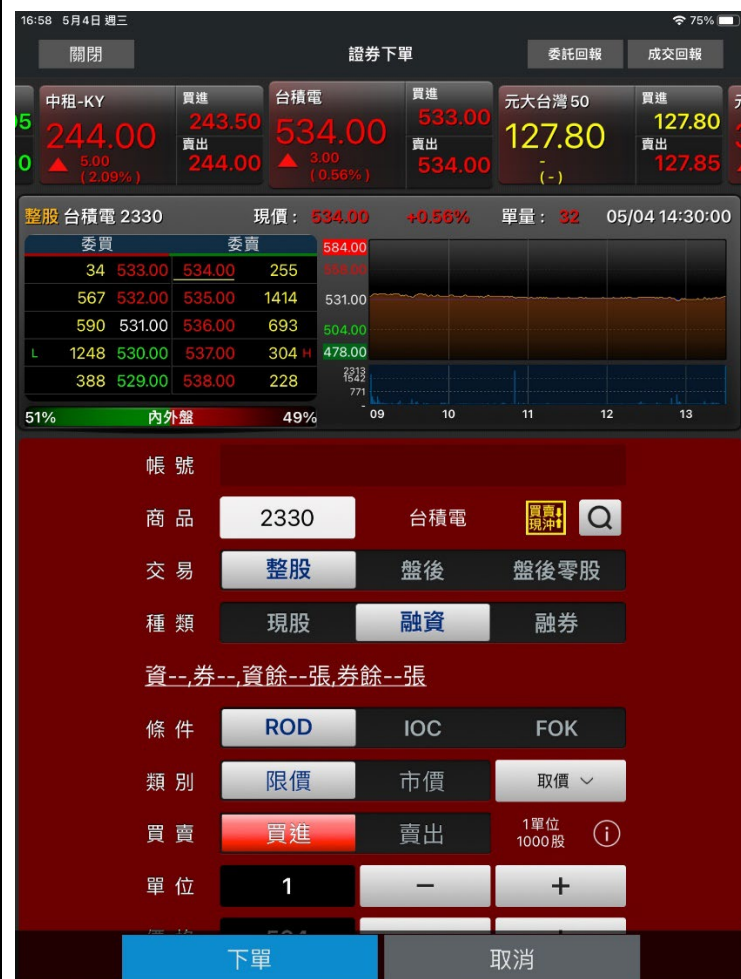 16:58 5月4日 週三 75%
關閉 證券下單 委託回報 成交回報
中租-KY 買進 243.50 244.00 賣出 244.00 ▲ 5.00 (2.09%)
台積電 買進 533.00 534.00 賣出 534.00 ▲ 3.00 (0.56%)
元大台灣50 買進 127.80 127.80 賣出 127.85 - (-)
整股 台積電 2330 現價： 534.00 +0.56% 單量： 32 05/04 14:30:00
委買 委賣
34 533.00 534.00 255
567 532.00 535.00 1414
590 531.00 536.00 693
L 1248 530.00 537.00 304 H
388 529.00 538.00 228
51% 內外盤 49%
584.00
531.00
504.00
478.00
2313
1542
771
-
09 10 11 12 13
帳號
商品 2330 台積電 買賣現沖
交易 整股 盤後 盤後零股
種類 現股 融資 融券
資--,券--,資餘--張,券餘--張
條件 ROD IOC FOK
類別 限價 市價 取價
買賣 買進 賣出 1單位 1000股
單位 1 − +
下單 取消